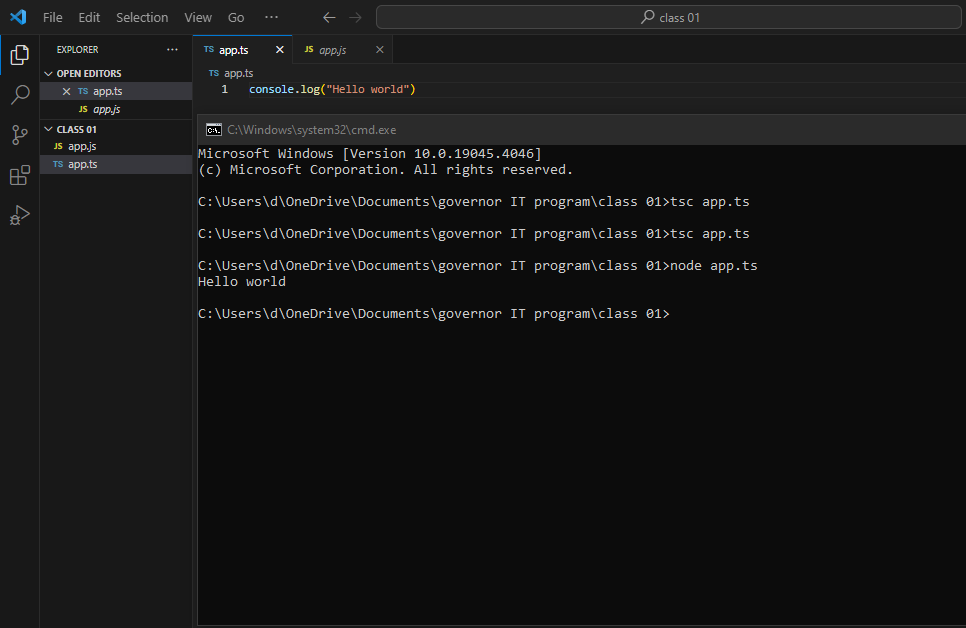 File Edit Selection View Go ··· class 01
EXPLORER ···
OPEN EDITORS
TS app.ts
JS app.js
CLASS 01
JS app.js
TS app.ts
TS app.ts JS app.js
TS app.ts
1 console.log("Hello world")
C:\Windows\system32\cmd.exe
Microsoft Windows [Version 10.0.19045.4046]
(c) Microsoft Corporation. All rights reserved.
C:\Users\d\OneDrive\Documents\governor IT program\class 01>tsc app.ts
C:\Users\d\OneDrive\Documents\governor IT program\class 01>tsc app.ts
C:\Users\d\OneDrive\Documents\governor IT program\class 01>node app.ts
Hello world
C:\Users\d\OneDrive\Documents\governor IT program\class 01>